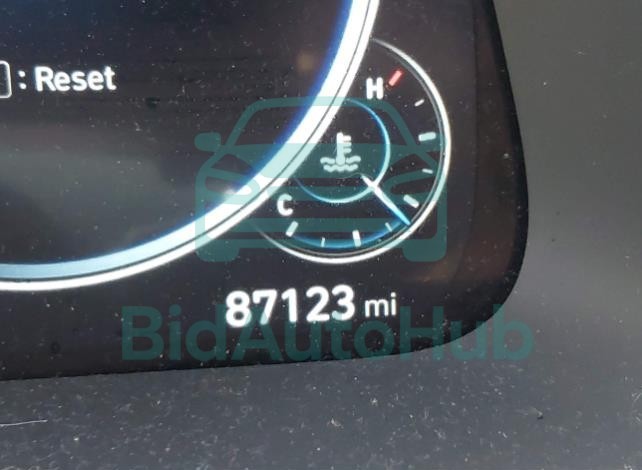 : Reset
H
C
87123 mi
BidAutoHub